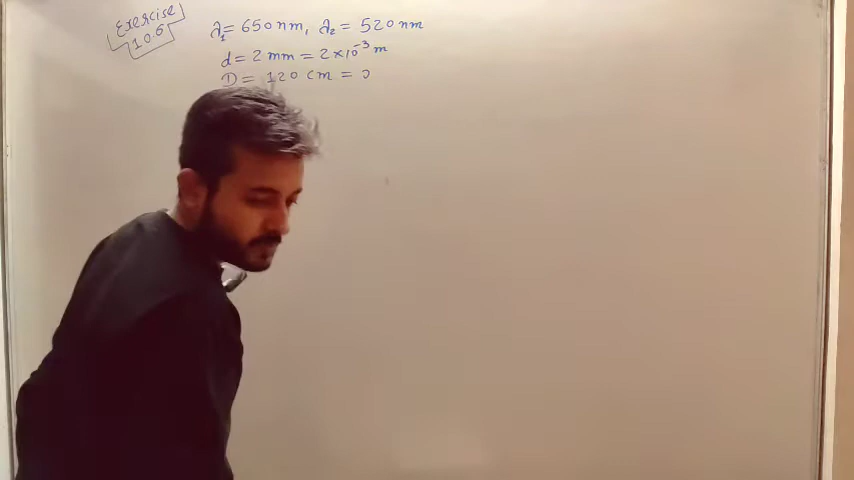 Exercise
10.6
λ₁ = 650 nm, λ₂ = 520 nm
d = 2 mm = 2×10⁻³ m
D = 120 cm =